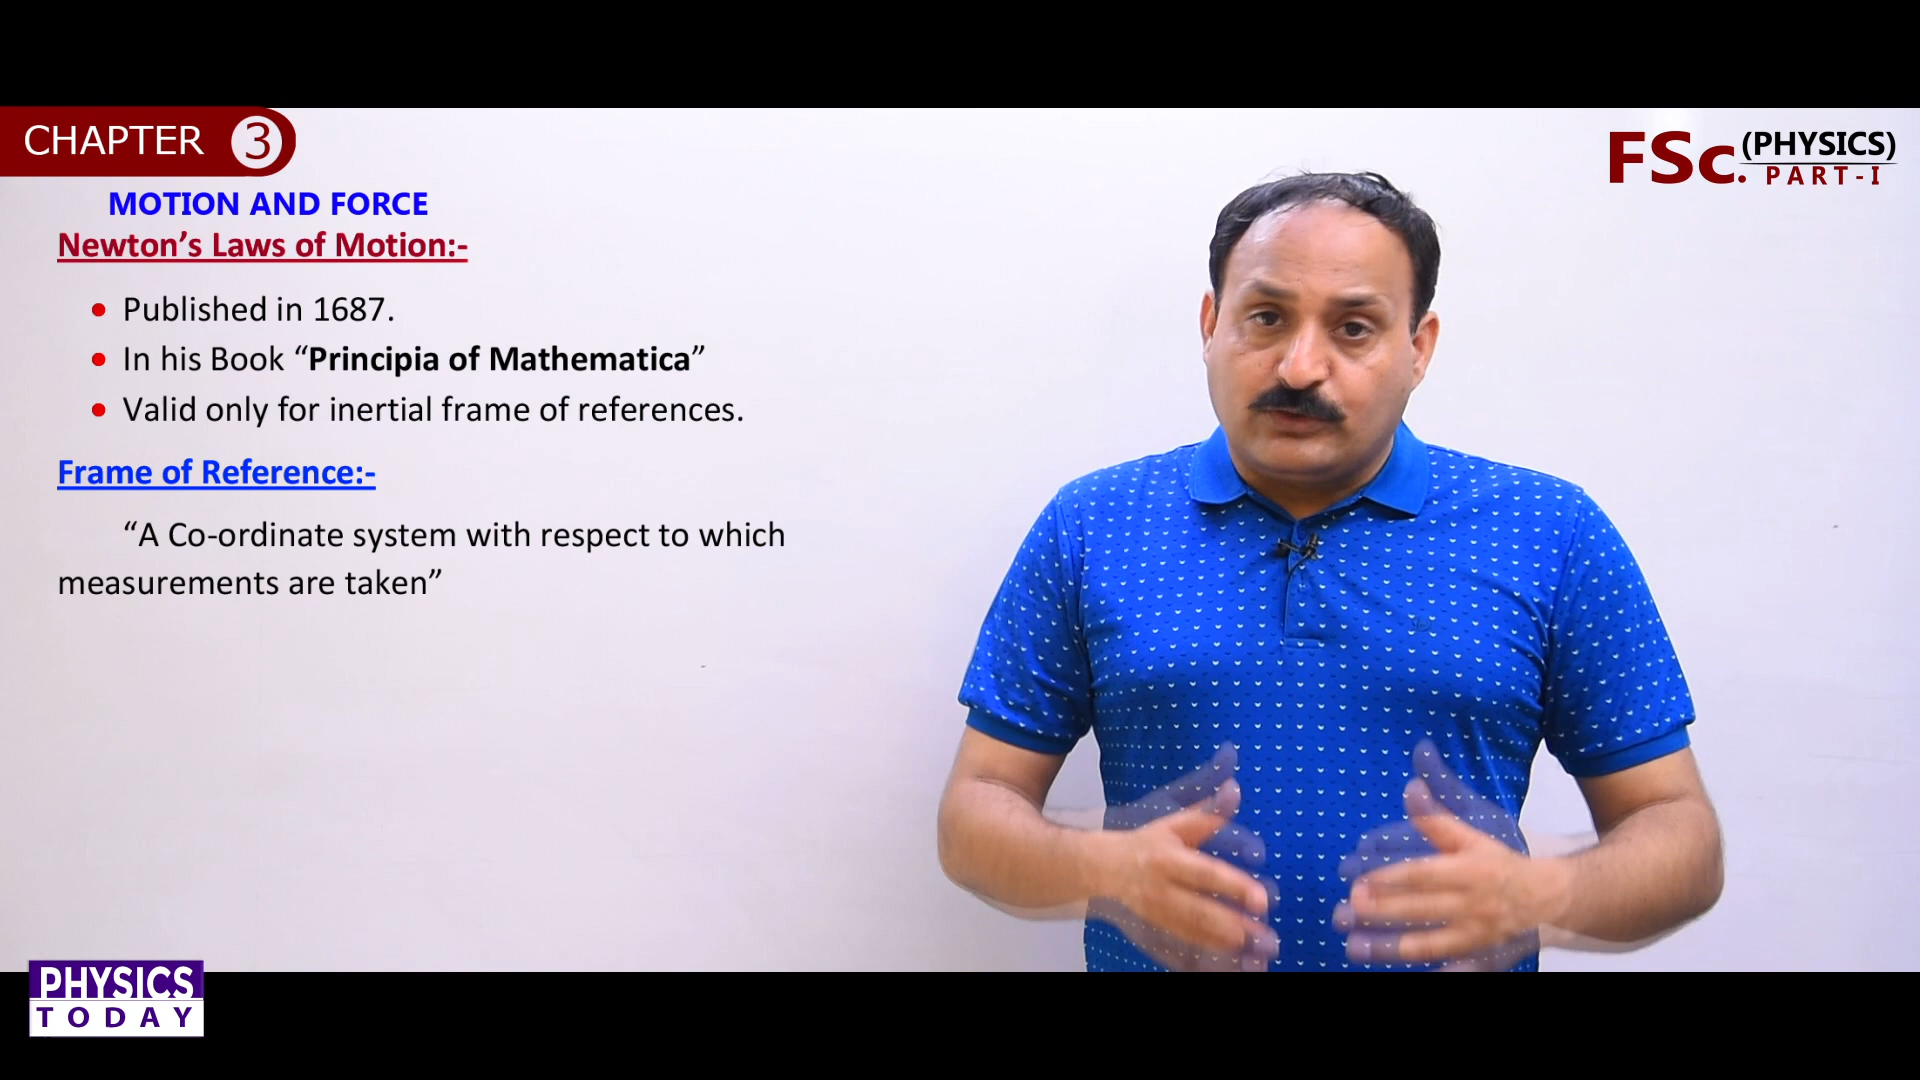 CHAPTER 3
FSc. (PHYSICS)
PART-I
MOTION AND FORCE
Newton’s Laws of Motion:-
• Published in 1687.
• In his Book “Principia of Mathematica”
• Valid only for inertial frame of references.
Frame of Reference:-
“A Co-ordinate system with respect to which
measurements are taken”
PHYSICS
TODAY